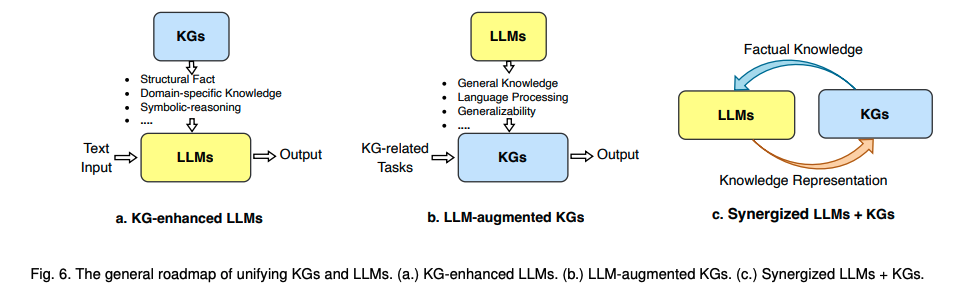 KGs
• Structural Fact
• Domain-specific Knowledge
• Symbolic-reasoning
• ....
Text
Input
LLMs
Output
a. KG-enhanced LLMs
LLMs
• General Knowledge
• Language Processing
• Generalizability
• ....
KG-related
Tasks
KGs
Output
b. LLM-augmented KGs
Factual Knowledge
LLMs
KGs
Knowledge Representation
c. Synergized LLMs + KGs
Fig. 6. The general roadmap of unifying KGs and LLMs. (a.) KG-enhanced LLMs. (b.) LLM-augmented KGs. (c.) Synergized LLMs + KGs.